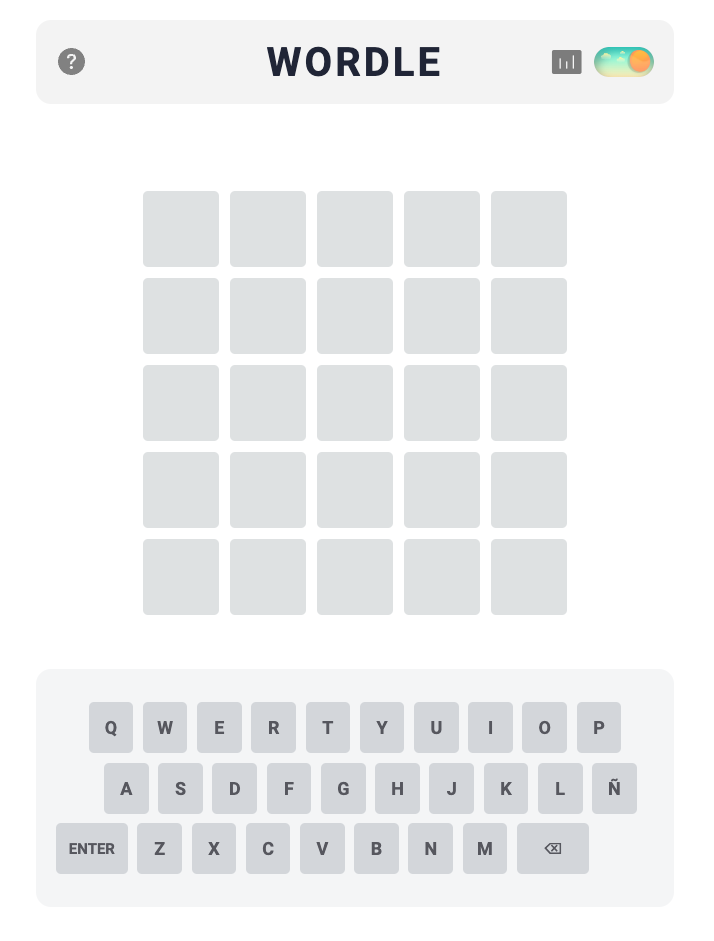 ?
WORDLE
Q W E R T Y U I O P
A S D F G H J K L Ñ
ENTER Z X C V B N M